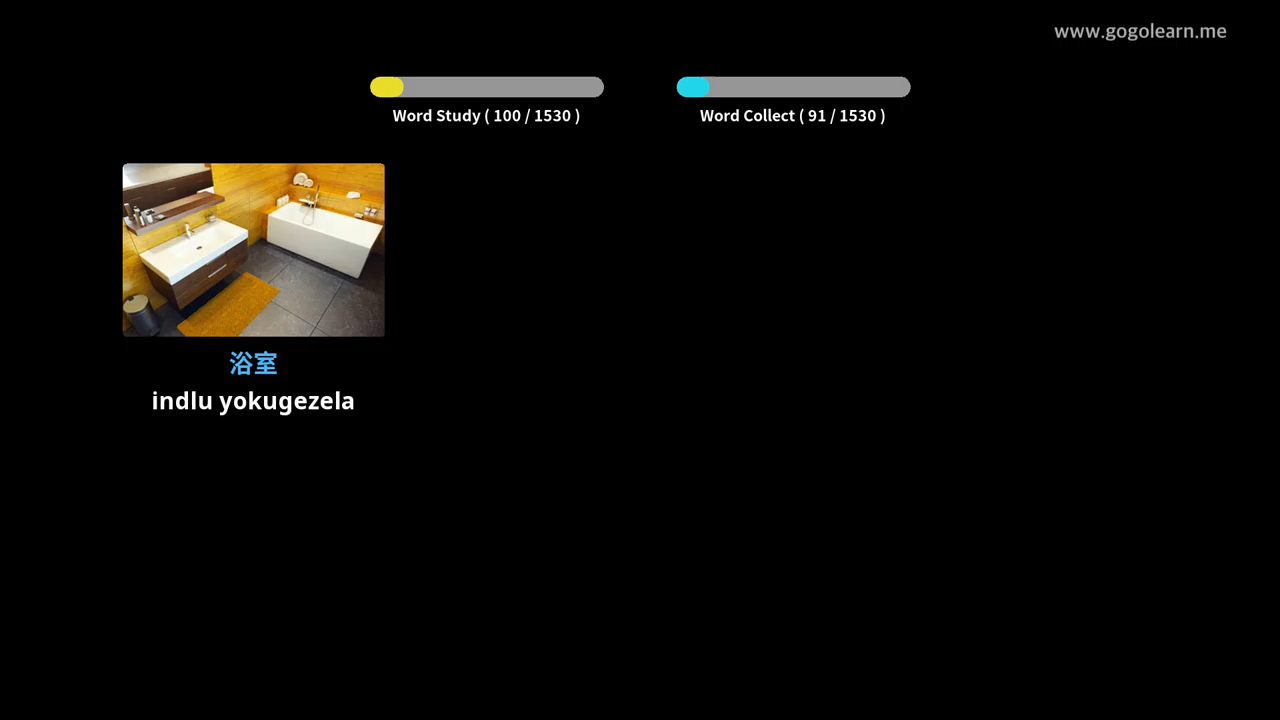 www.gogolearn.me
Word Study ( 100 / 1530 )
Word Collect ( 91 / 1530 )
浴室
indlu yokugezela